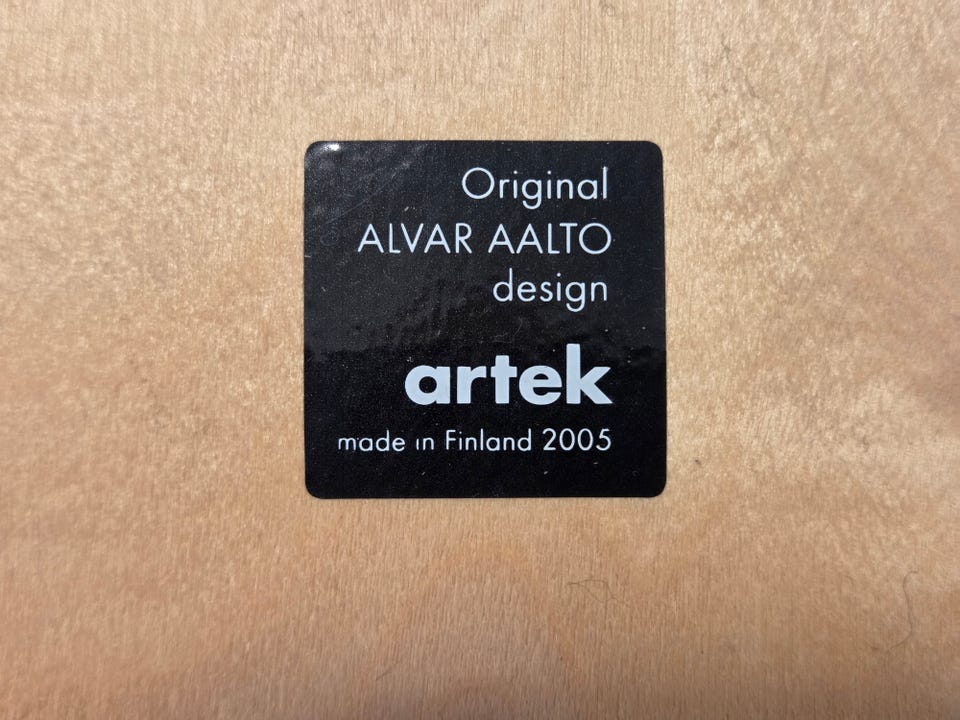 Original
ALVAR AALTO
design
artek
made in Finland 2005